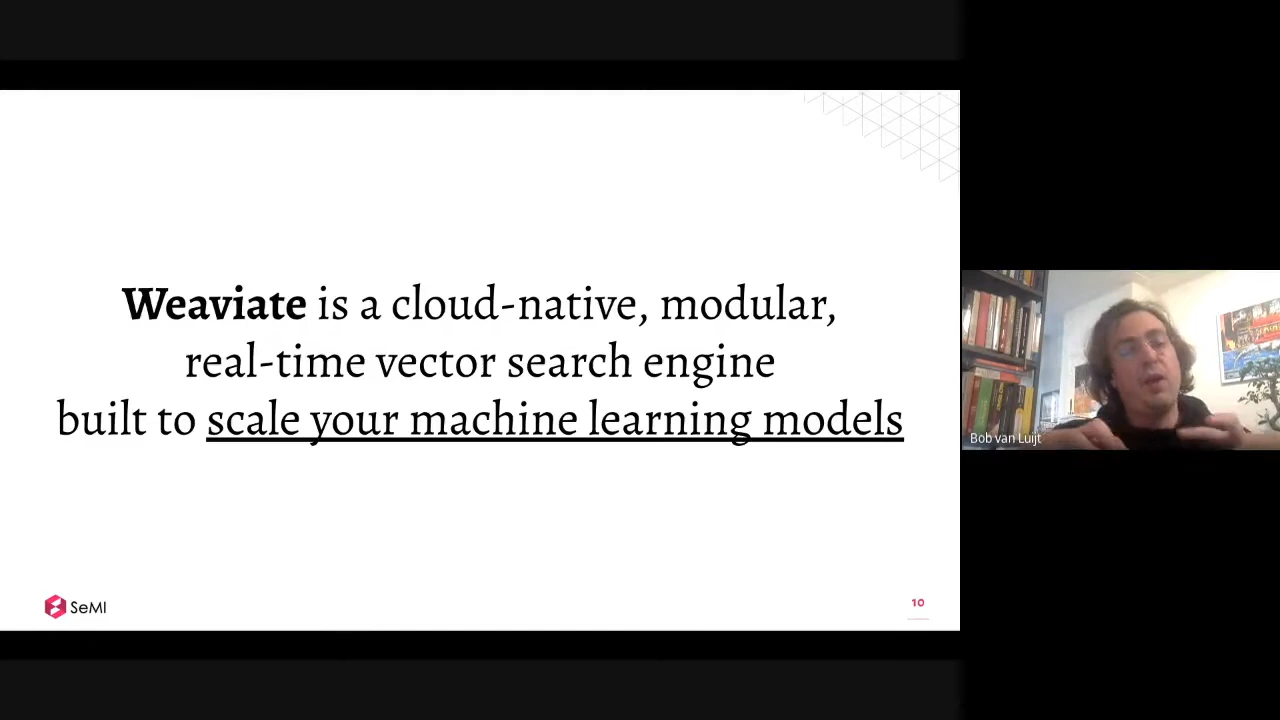 Weaviate is a cloud-native, modular,
real-time vector search engine
built to scale your machine learning models
SeMI
10
Bob van Luijt